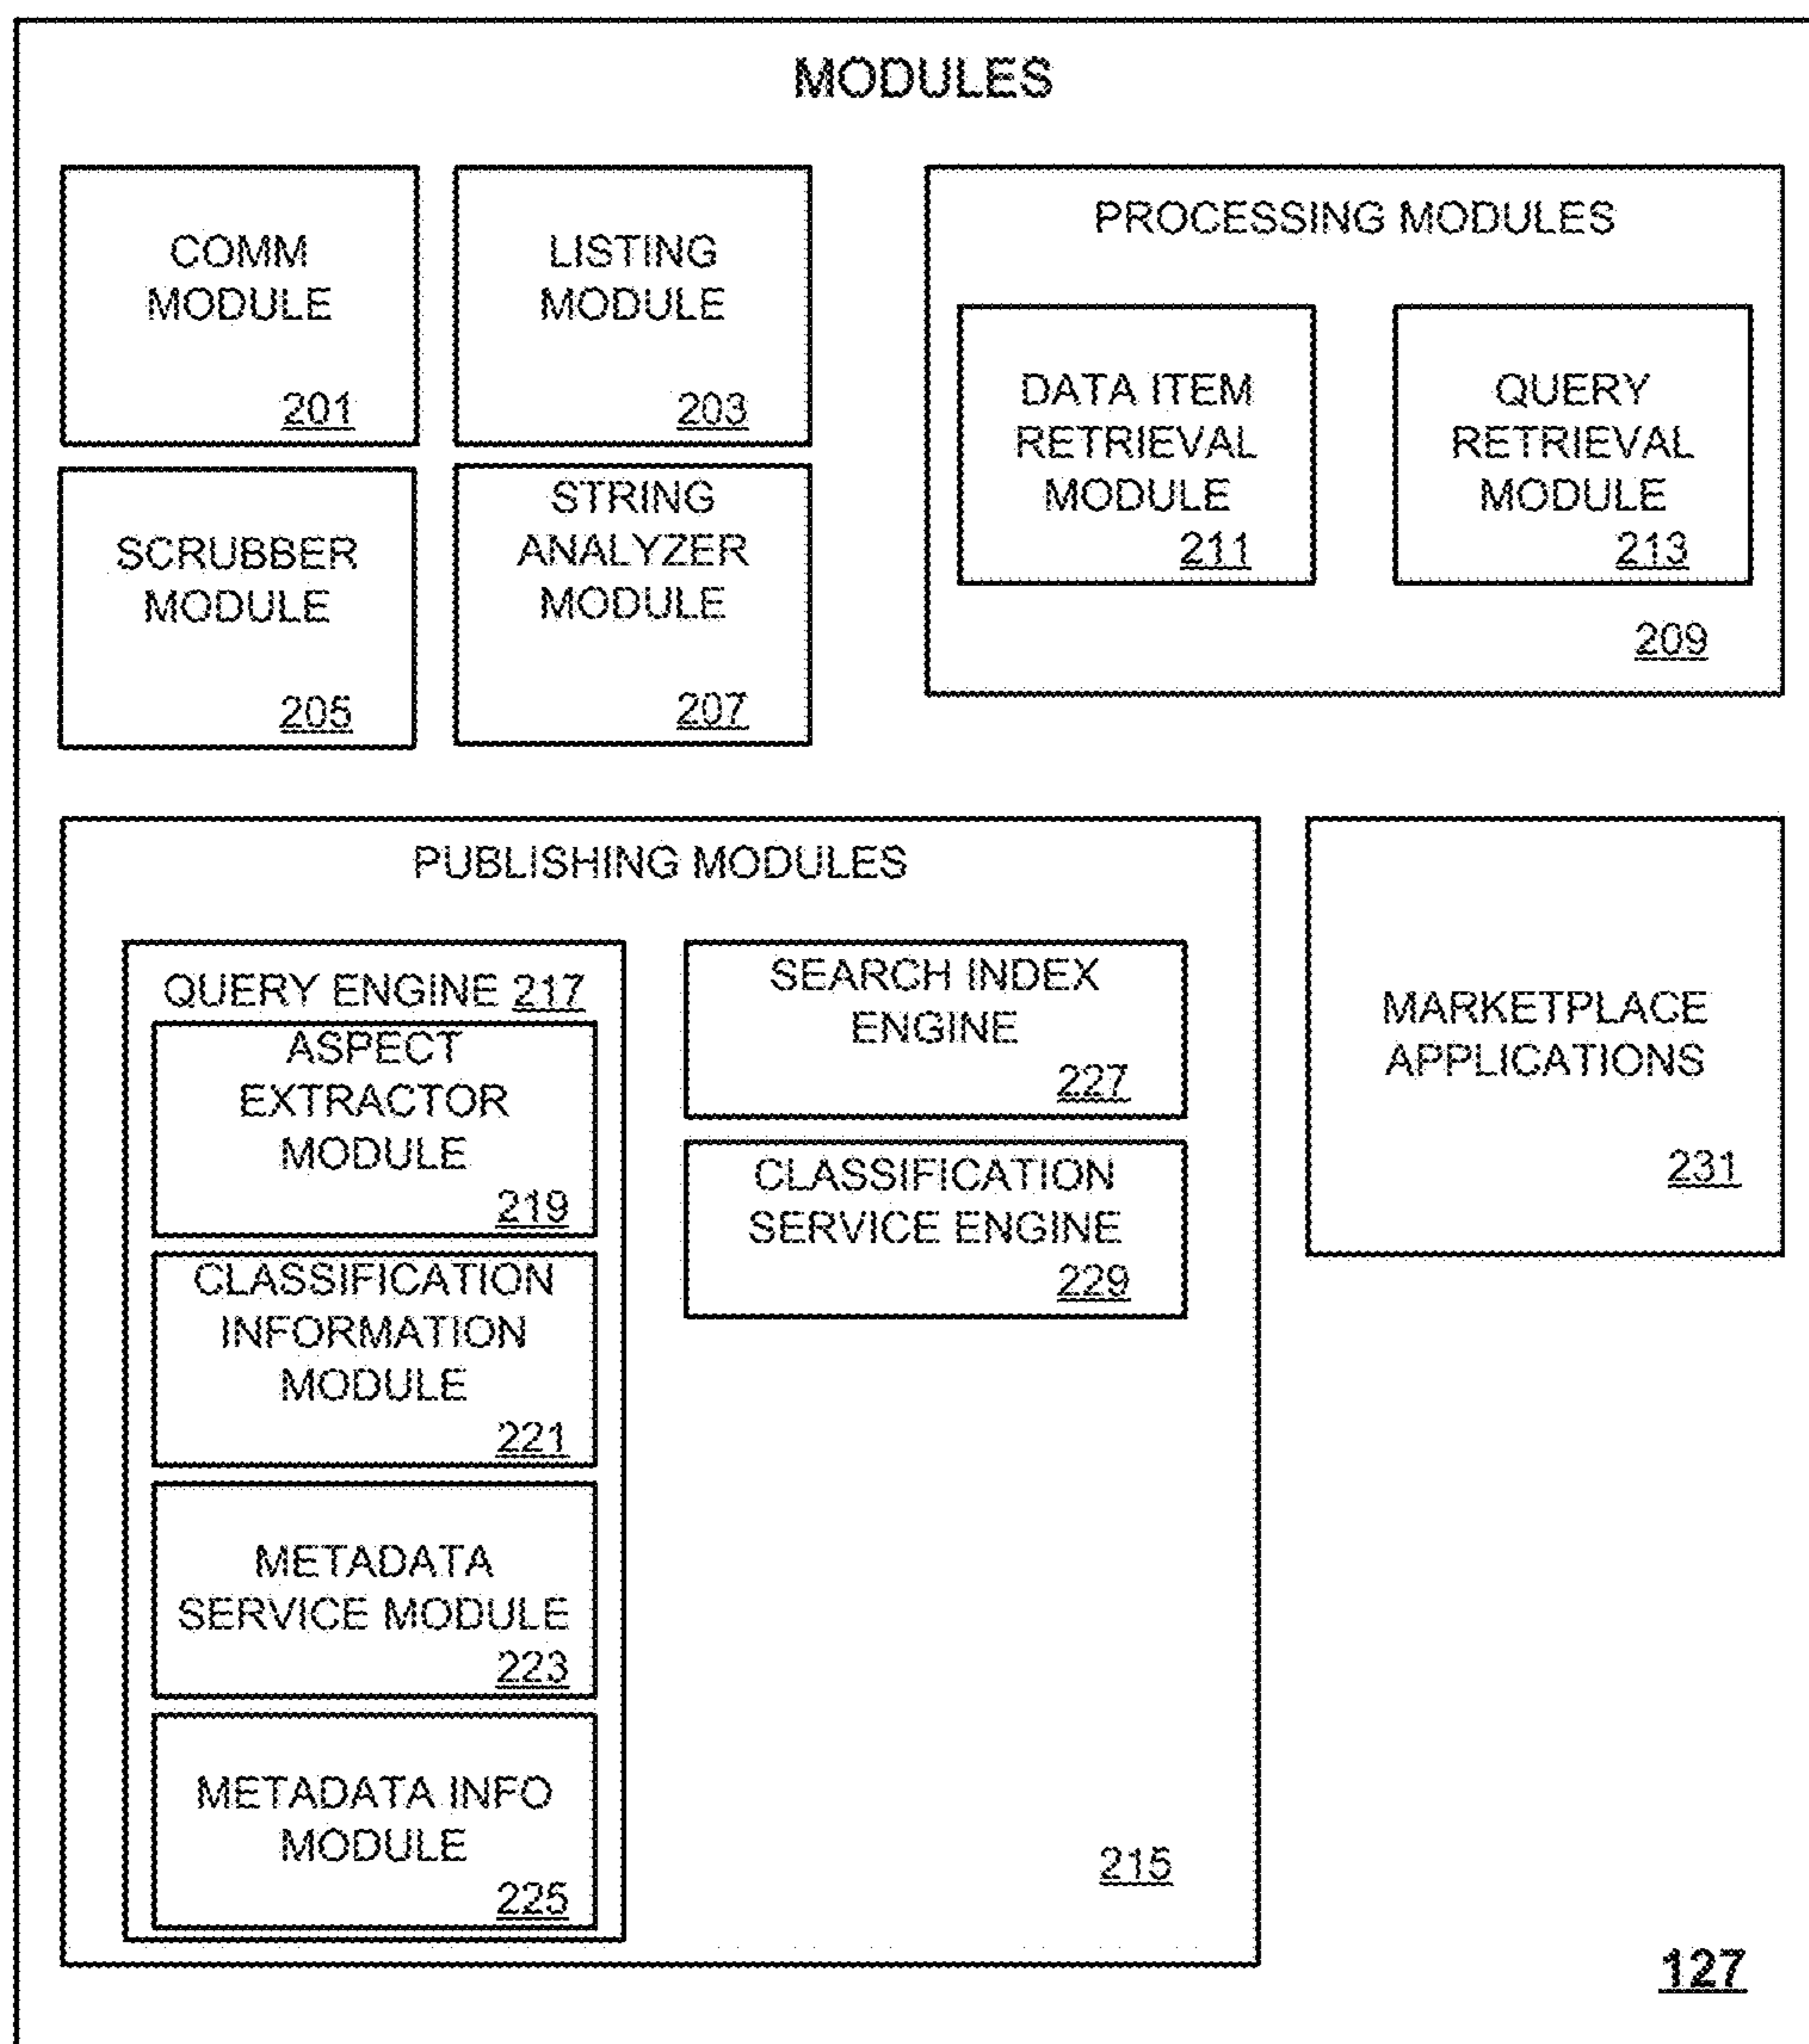 MODULES
COMM
MODULE
201
LISTING
MODULE
203
SCRUBBER
MODULE
205
STRING
ANALYZER
MODULE
207
PROCESSING MODULES
DATA ITEM
RETRIEVAL
MODULE
211
QUERY
RETRIEVAL
MODULE
213
209
PUBLISHING MODULES
QUERY ENGINE 217
ASPECT
EXTRACTOR
MODULE
219
CLASSIFICATION
INFORMATION
MODULE
221
METADATA
SERVICE MODULE
223
METADATA INFO
MODULE
225
SEARCH INDEX
ENGINE
227
CLASSIFICATION
SERVICE ENGINE
229
215
MARKETPLACE
APPLICATIONS
231
127